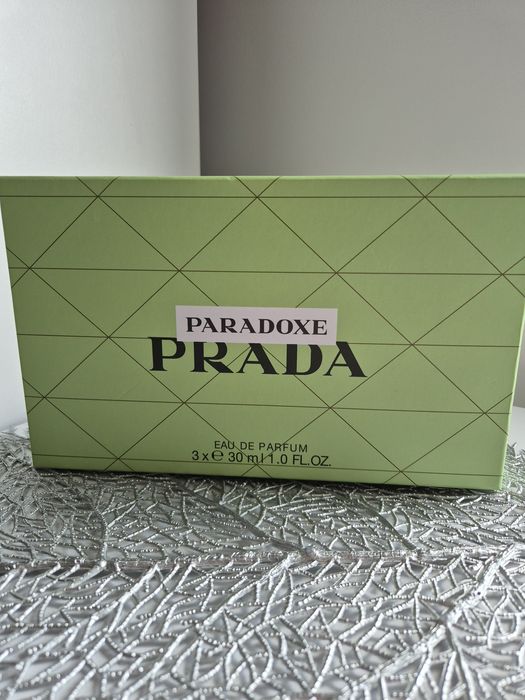 PARADOXE
PRADA
EAU DE PARFUM
3 x ℮ 30 ml 1.0 FL.OZ.